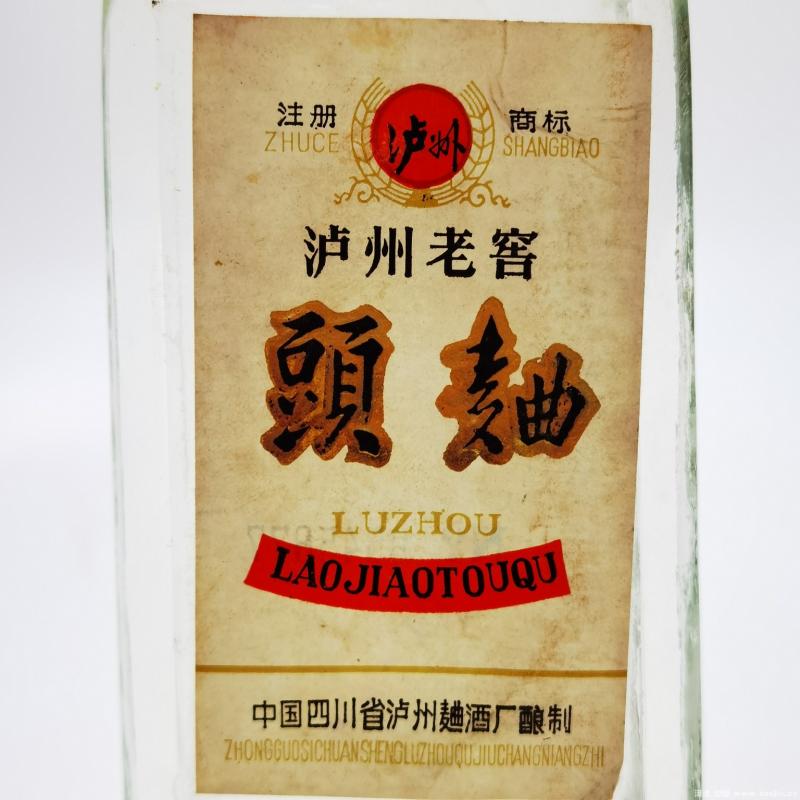 注册 泸州 商标
ZHUCE SHANGBIAO
泸州老窖
頭麯
LUZHOU
LAOJIAOTOUQU
中国四川省泸州麯酒厂酿制
ZHONGGUOSICHUANSHENGLUZHOUQUJIUCHANGNIANGZHI